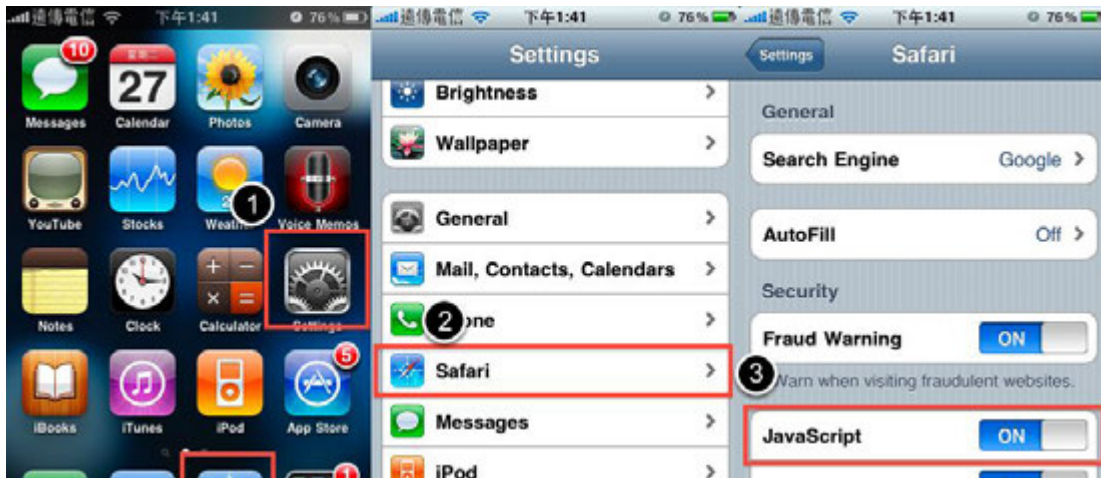 遠傳電信 下午1:41 76%
10
星期二
27
Messages Calendar Photos Camera
1
YouTube Stocks Voice Memos
Notes Clock Calculator Settings
5
iBooks iTunes iPod App Store
1
遠傳電信 下午1:41 76%
Settings
Brightness
Wallpaper
General
Mail, Contacts, Calendars
2
Safari
Messages
iPod
遠傳電信 下午1:41 76%
Settings Safari
General
Search Engine Google
AutoFill Off
Security
Fraud Warning ON
3
Warn when visiting fraudulent websites.
JavaScript ON